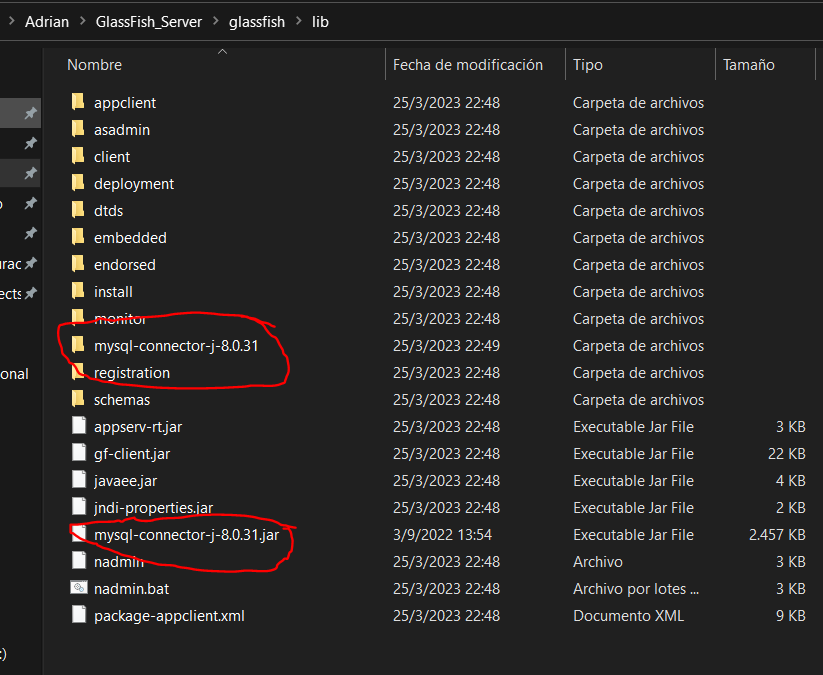 Adrian > GlassFish_Server > glassfish > lib
Nombre Fecha de modificación Tipo Tamaño
appclient 25/3/2023 22:48 Carpeta de archivos
asadmin 25/3/2023 22:48 Carpeta de archivos
client 25/3/2023 22:48 Carpeta de archivos
deployment 25/3/2023 22:48 Carpeta de archivos
dtds 25/3/2023 22:48 Carpeta de archivos
embedded 25/3/2023 22:48 Carpeta de archivos
endorsed 25/3/2023 22:48 Carpeta de archivos
install 25/3/2023 22:48 Carpeta de archivos
monitor 25/3/2023 22:48 Carpeta de archivos
mysql-connector-j-8.0.31 25/3/2023 22:49 Carpeta de archivos
registration 25/3/2023 22:48 Carpeta de archivos
schemas 25/3/2023 22:48 Carpeta de archivos
appserv-rt.jar 25/3/2023 22:48 Executable Jar File 3 KB
gf-client.jar 25/3/2023 22:48 Executable Jar File 22 KB
javaee.jar 25/3/2023 22:48 Executable Jar File 4 KB
jndi-properties.jar 25/3/2023 22:48 Executable Jar File 2 KB
mysql-connector-j-8.0.31.jar 3/9/2022 13:54 Executable Jar File 2.457 KB
nadmin 25/3/2023 22:48 Archivo 3 KB
nadmin.bat 25/3/2023 22:48 Archivo por lotes ... 3 KB
package-appclient.xml 25/3/2023 22:48 Documento XML 9 KB
urac
ects
onal
:)